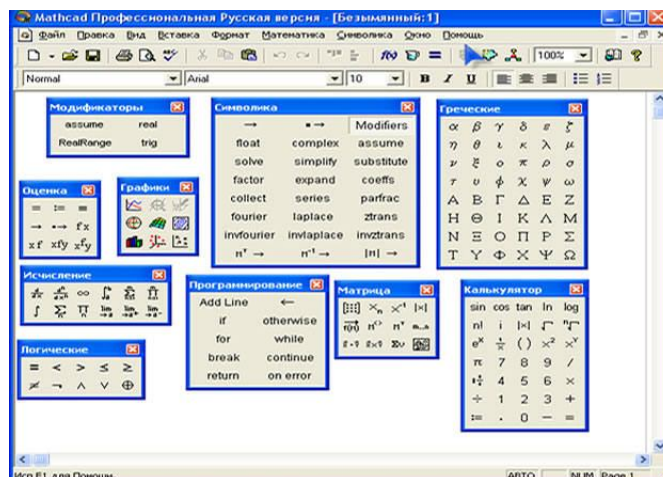 Mathcad Профессиональная Русская версия - [Безымянный:1]
Файл Правка Вид Вставка Формат Математика Символика Окно Помощь
100%
Normal Arial 10 B I U
Модификаторы
assume real
RealRange trig
Символика
→ ▪→ Modifiers
float complex assume
solve simplify substitute
factor expand coeffs
collect series parfrac
fourier laplace ztrans
invfourier invlaplace invztrans
Греческие
α β γ δ ε ζ
η θ ι κ λ μ
ν ξ ο π ρ σ
τ υ φ χ ψ ω
Α Β Γ Δ Ε Ζ
Η Θ Ι Κ Λ Μ
Ν Ξ Ο Π Ρ Σ
Τ Υ Φ Χ Ψ Ω
Оценка
= := ≡
→ ▪→ f x
x f x f y
Графики
Исчисление
Программирование
Add Line ←
if otherwise
for while
break continue
return on error
Матрица
Калькулятор
sin cos tan ln log
n! i |×|
π 7 8 9 /
4 5 6 ×
÷ 1 2 3 +
:= . 0 − =
Логические
= < > ≤ ≥
≠ ¬ ∧ ∨ ⊕
АВТО NUM Page 1